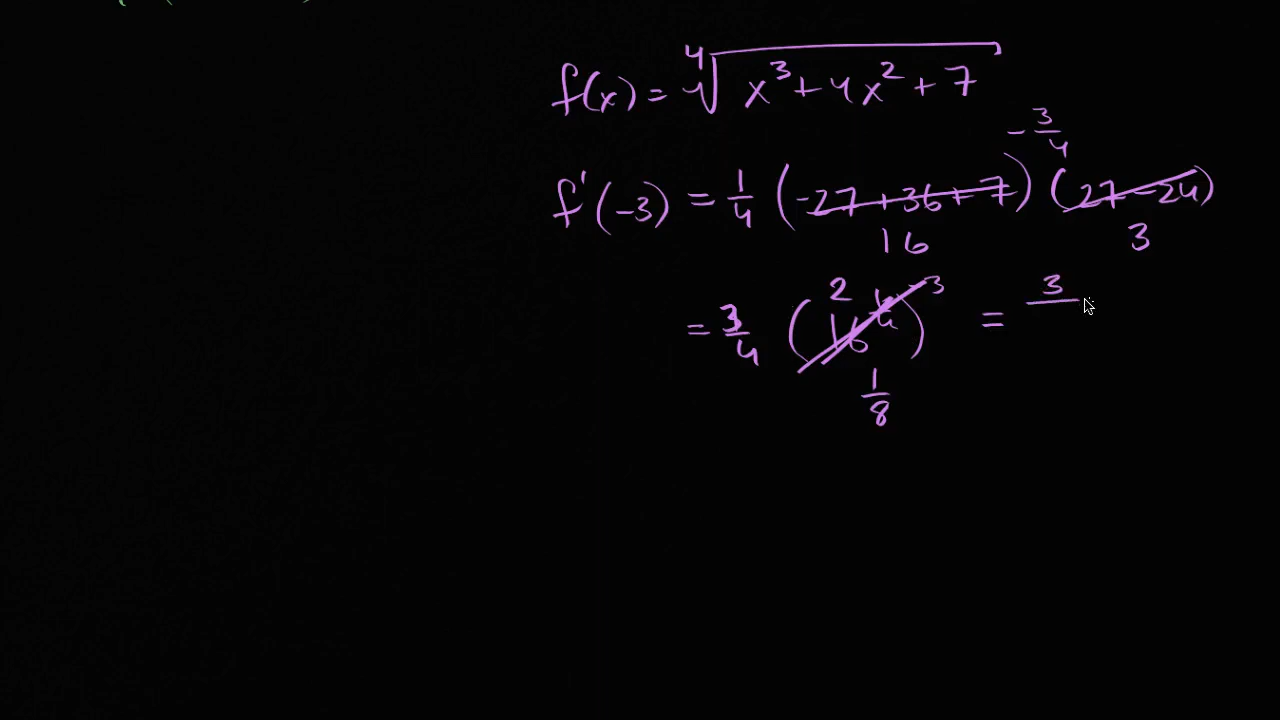 f(x) = ∜(x³ + 4x² + 7)
f'(-3) = 1/4 (-27 + 36 + 7)^(-3/4) (27 - 24)
16 3
= 3/4 (16^(1/4))^(-3) = 3/
2
1/8